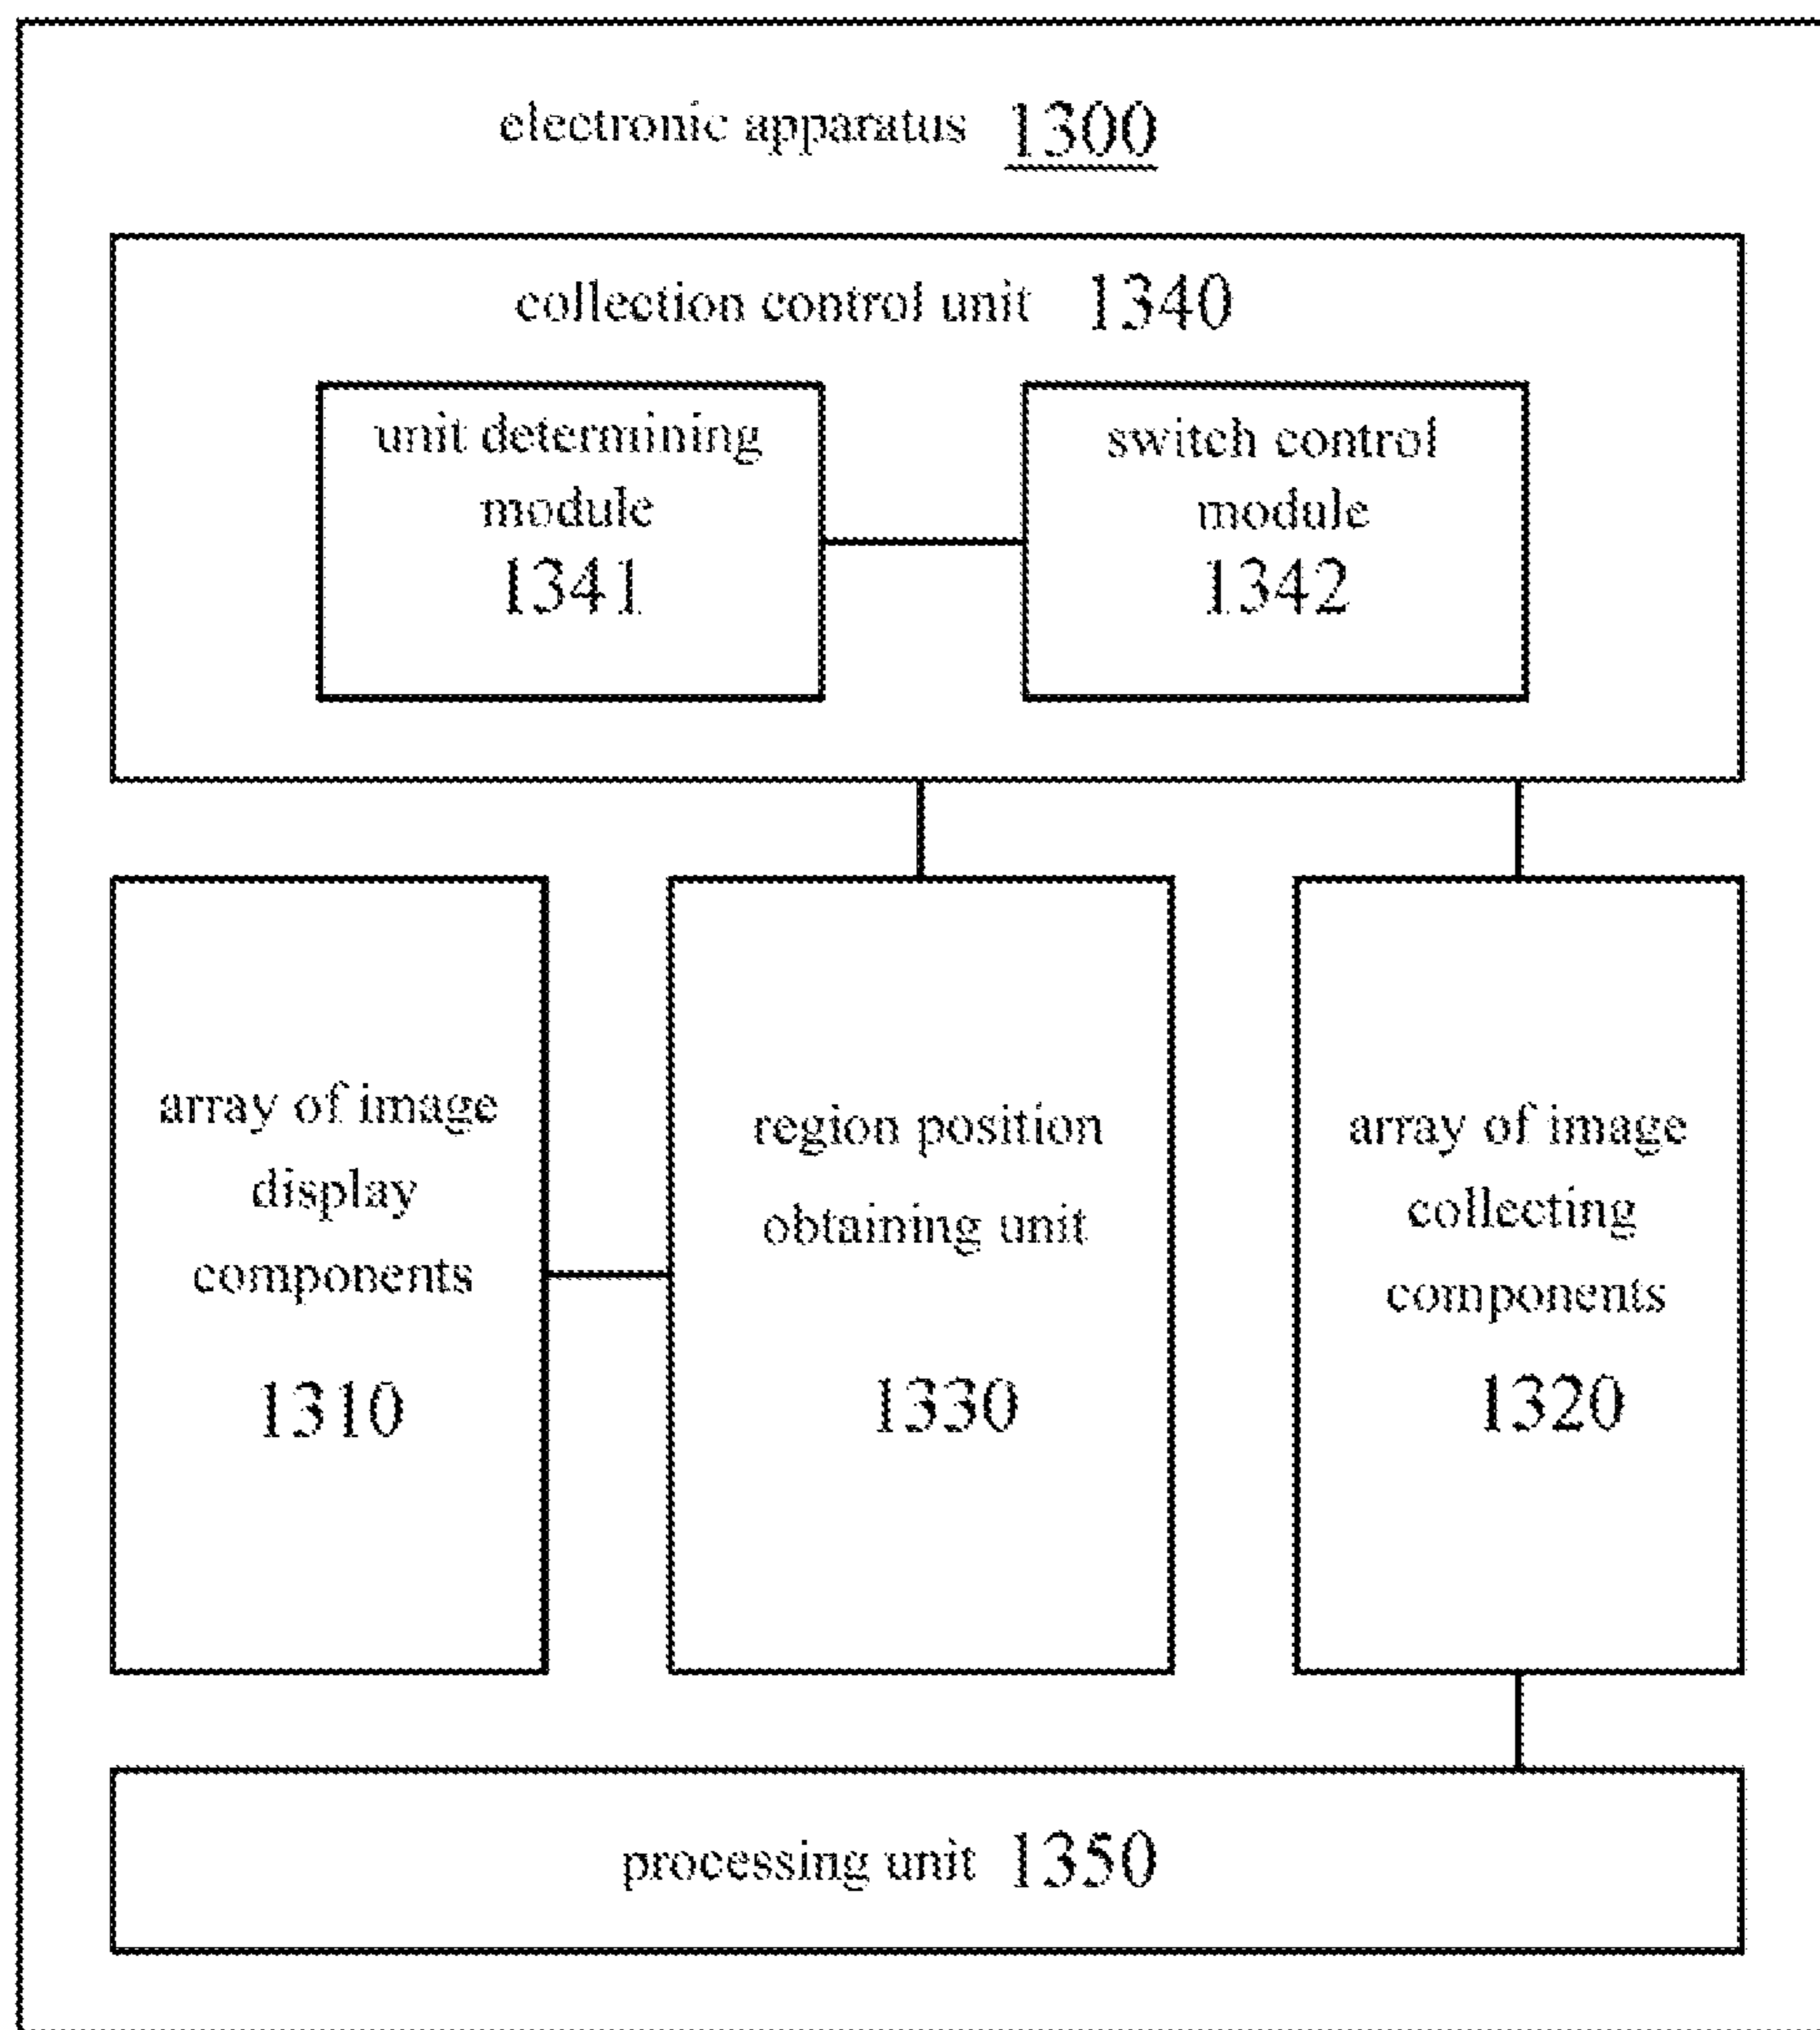 electronic apparatus 1300
collection control unit 1340
unit determining
module
1341
switch control
module
1342
array of image
display
components
1310
region position
obtaining unit
1330
array of image
collecting
components
1320
processing unit 1350